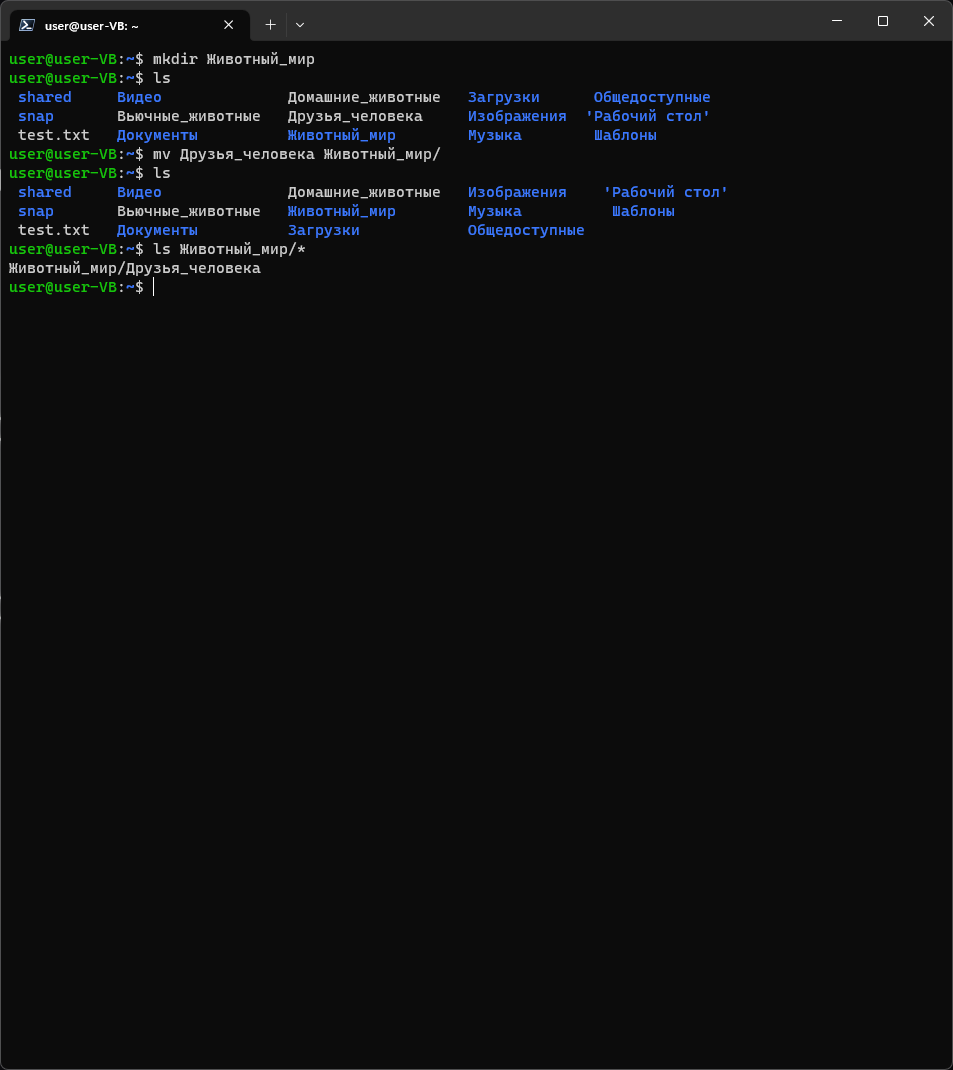 user@user-VB: ~
user@user-VB:~$ mkdir Животный_мир
user@user-VB:~$ ls
shared Видео Домашние_животные Загрузки Общедоступные
snap Вьючные_животные Друзья_человека Изображения 'Рабочий стол'
test.txt Документы Животный_мир Музыка Шаблоны
user@user-VB:~$ mv Друзья_человека Животный_мир/
user@user-VB:~$ ls
shared Видео Домашние_животные Изображения 'Рабочий стол'
snap Вьючные_животные Животный_мир Музыка Шаблоны
test.txt Документы Загрузки Общедоступные
user@user-VB:~$ ls Животный_мир/*
Животный_мир/Друзья_человека
user@user-VB:~$